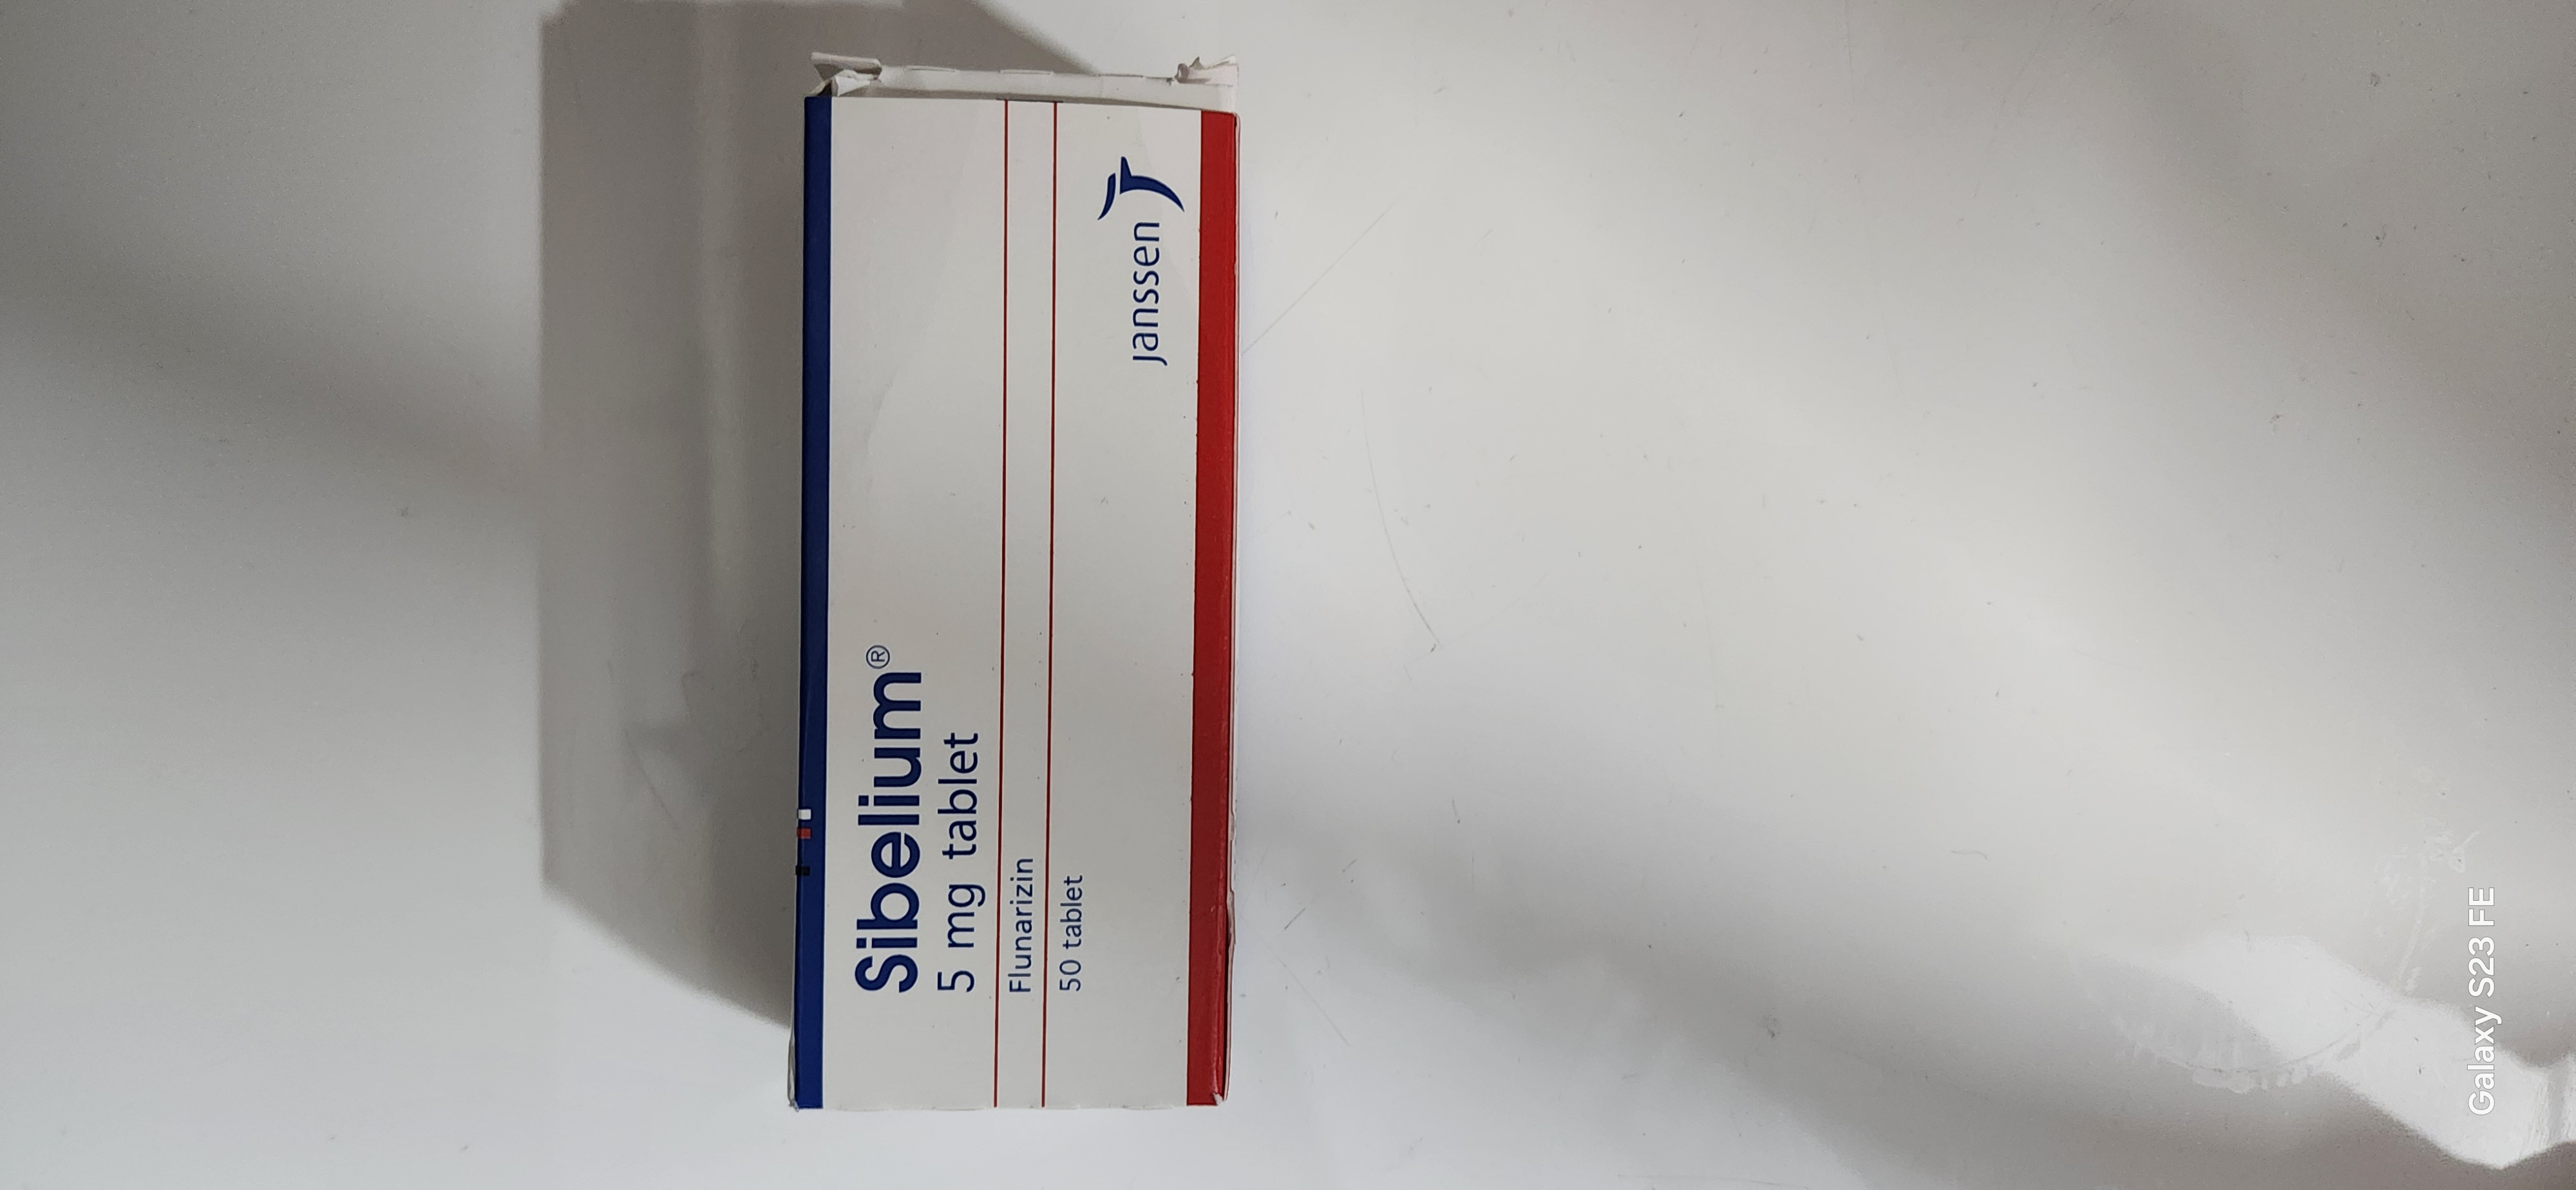 Sibelium®
5 mg tablet
Flunarizin
50 tablet
janssen
Galaxy S23 FE